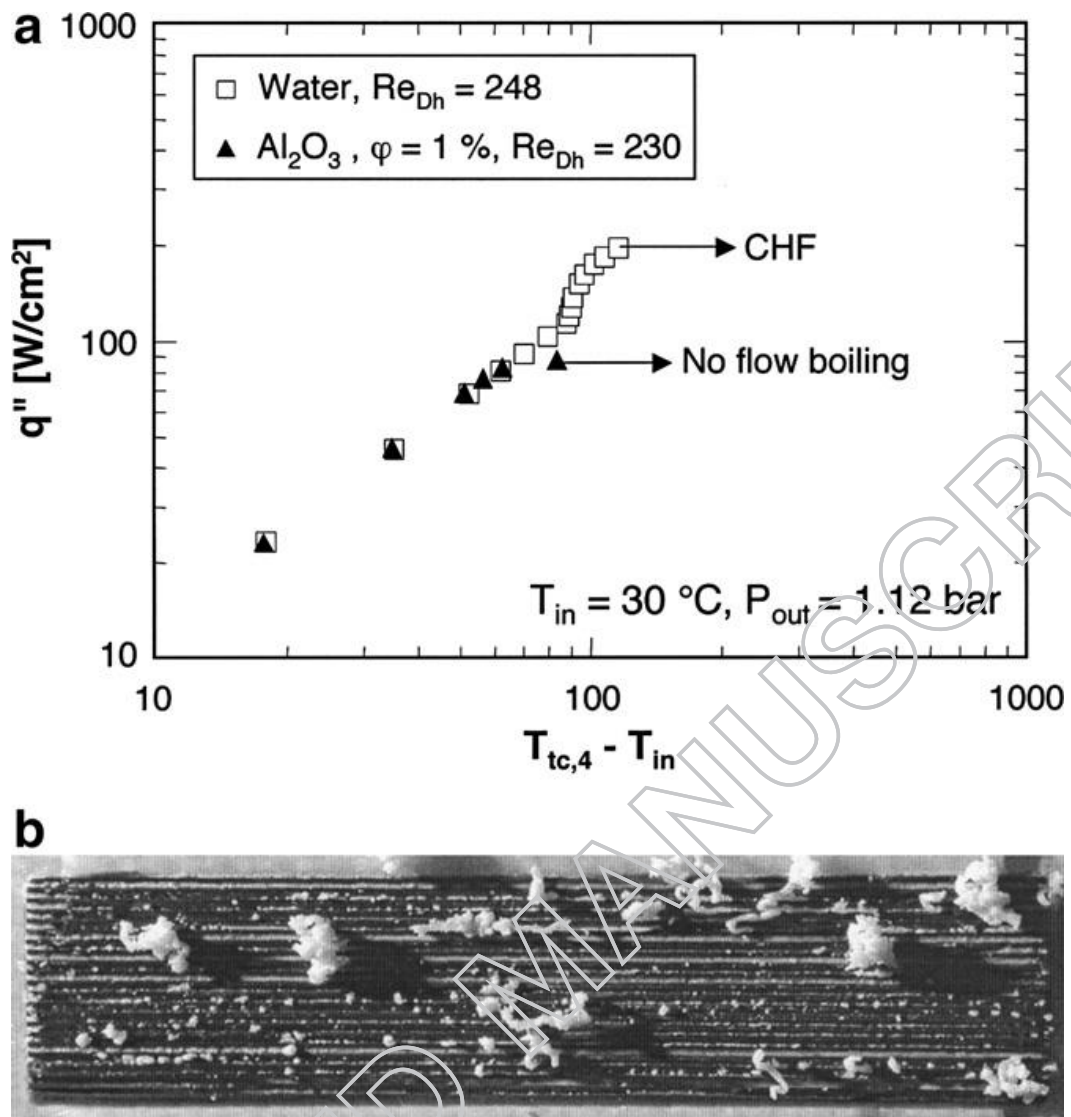 a
1000
Water, Re_Dh = 248
Al₂O₃ , φ = 1 %, Re_Dh = 230
CHF
100
No flow boiling
q" [W/cm²]
T_in = 30 °C, P_out = 1.12 bar
10
10 100 1000
T_tc,4 - T_in
b
D MANUSCRI